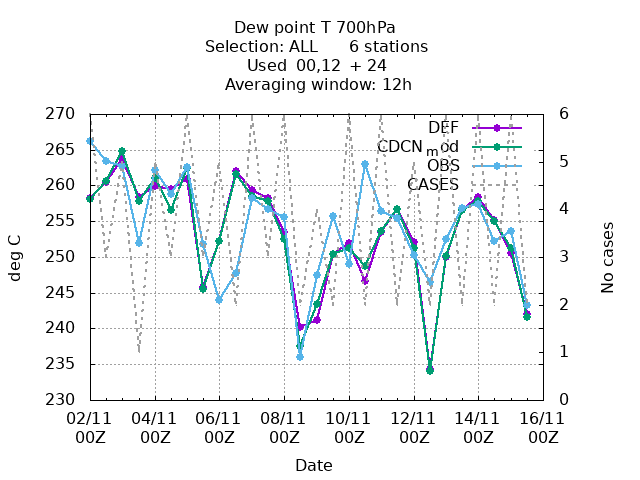 Dew point T 700hPa
Selection: ALL 6 stations
Used 00,12 + 24
Averaging window: 12h
270
265
260
255
250
245
240
235
230
6
5
4
3
2
1
0
DEF
CDCN mod
OBS
CASES
deg C
No cases
02/11 04/11 06/11 08/11 10/11 12/11 14/11 16/11
00Z 00Z 00Z 00Z 00Z 00Z 00Z 00Z
Date